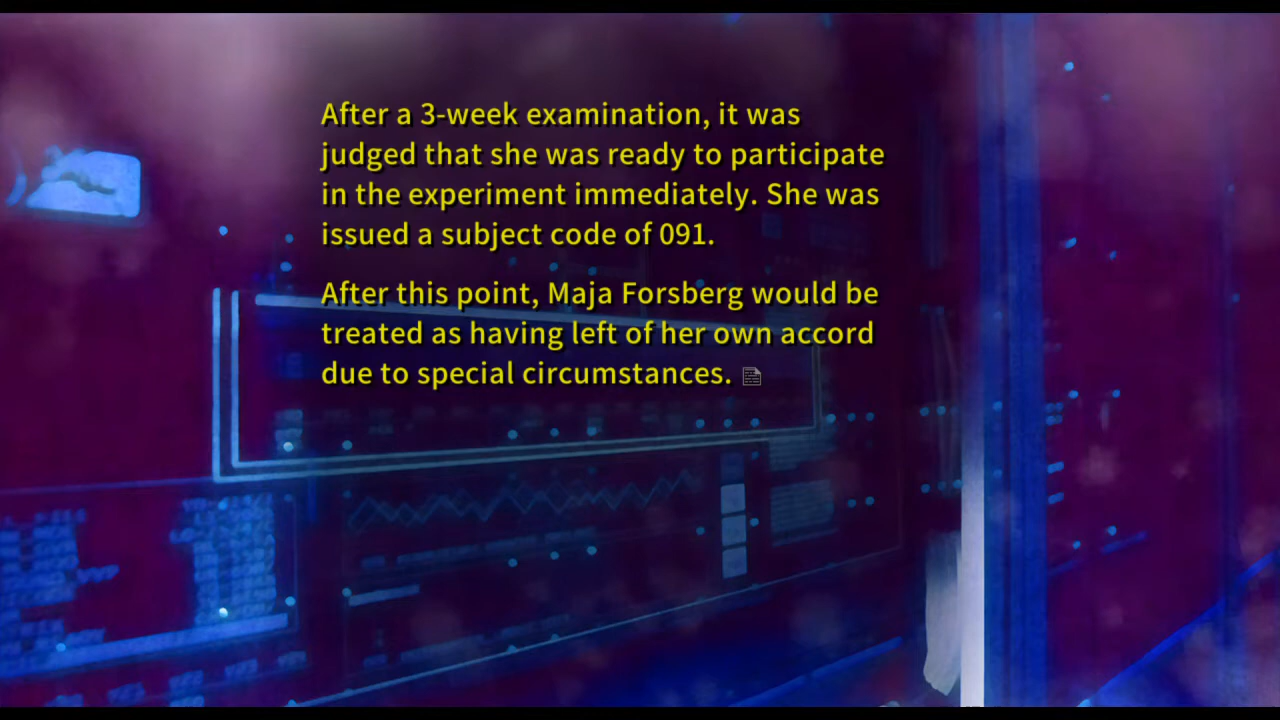 After a 3-week examination, it was
judged that she was ready to participate
in the experiment immediately. She was
issued a subject code of 091.
After this point, Maja Forsberg would be
treated as having left of her own accord
due to special circumstances.